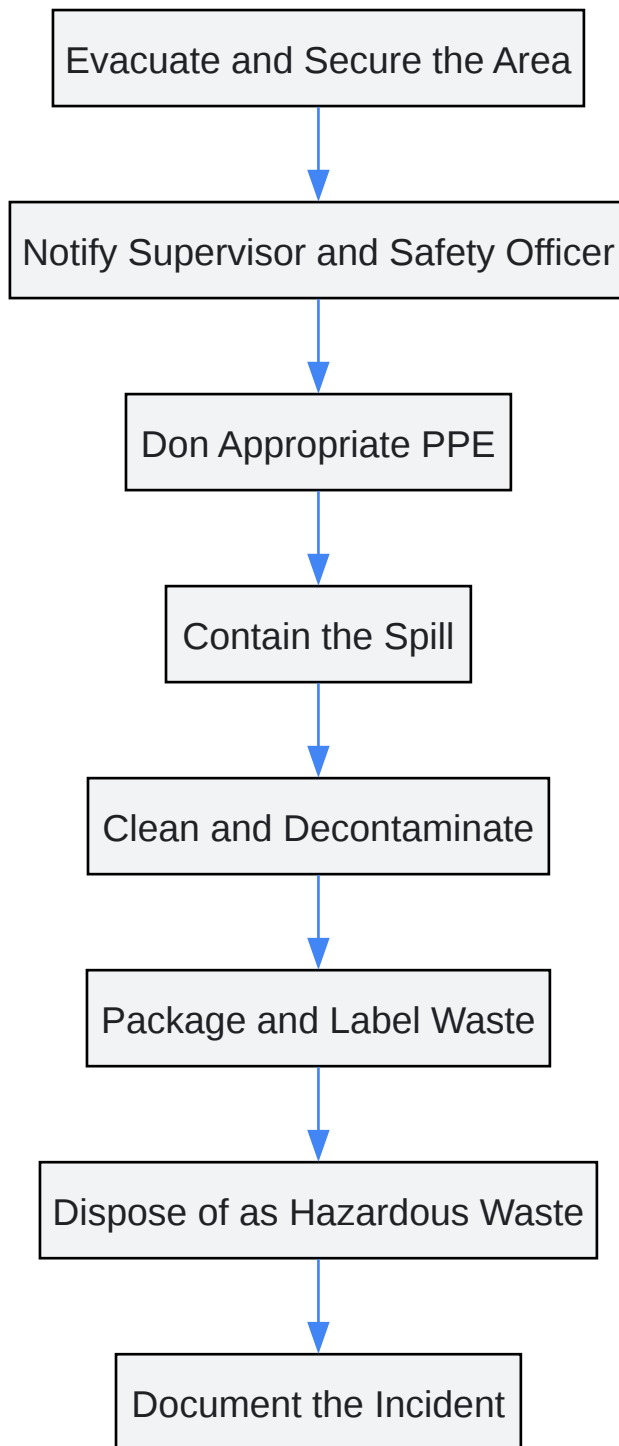 Evacuate and Secure the Area
Notify Supervisor and Safety Officer
Don Appropriate PPE
Contain the Spill
Clean and Decontaminate
Package and Label Waste
Dispose of as Hazardous Waste
Document the Incident